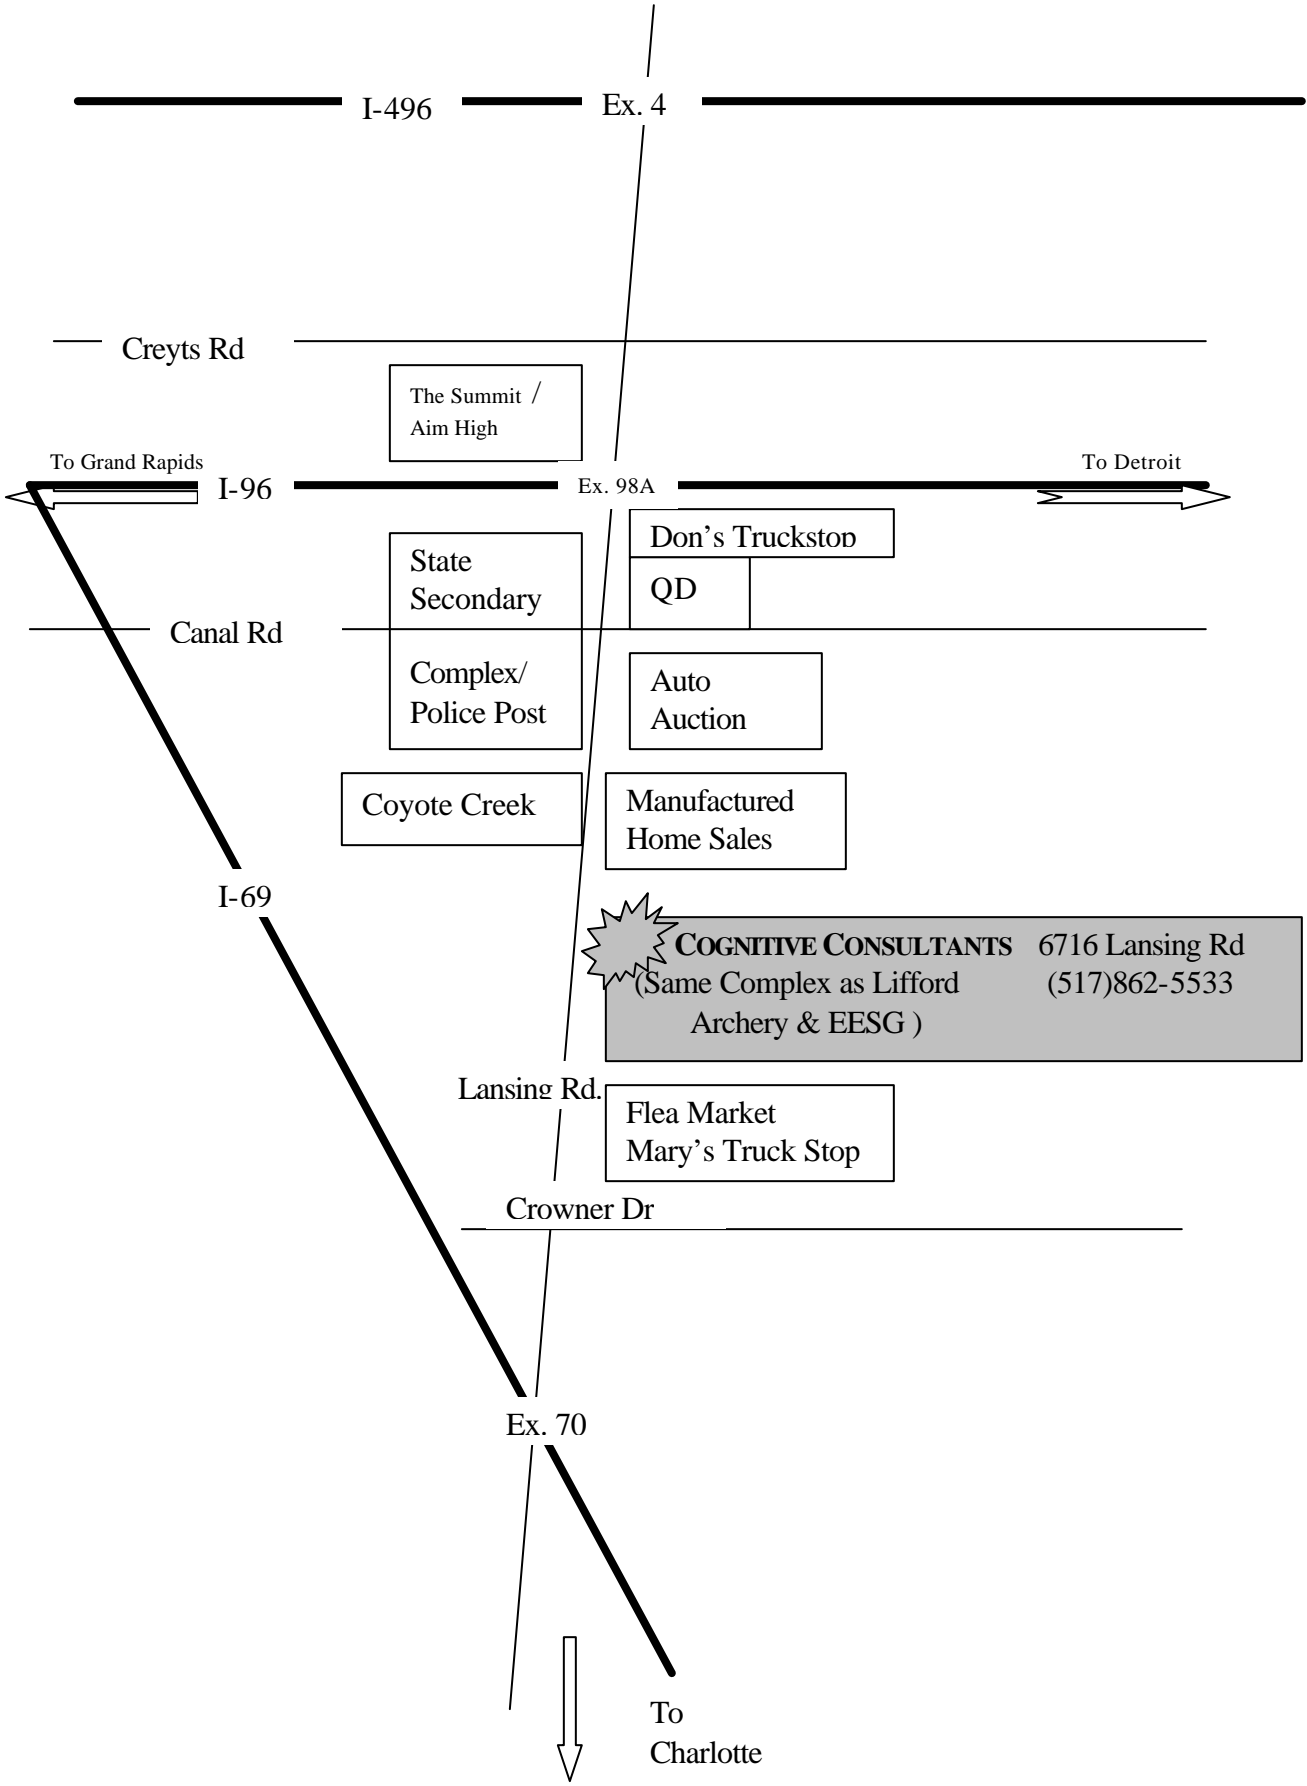 I-496 Ex. 4
Creyts Rd
The Summit /
Aim High
To Grand Rapids
To Detroit
I-96
Ex. 98A
Don's Truckstop
State
Secondary
QD
Canal Rd
Complex/
Police Post
Auto
Auction
Coyote Creek
Manufactured
Home Sales
I-69
COGNITIVE CONSULTANTS 6716 Lansing Rd
(Same Complex as Lifford (517)862-5533
Archery & EESG )
Lansing Rd.
Flea Market
Mary's Truck Stop
Crowner Dr
Ex. 70
To
Charlotte